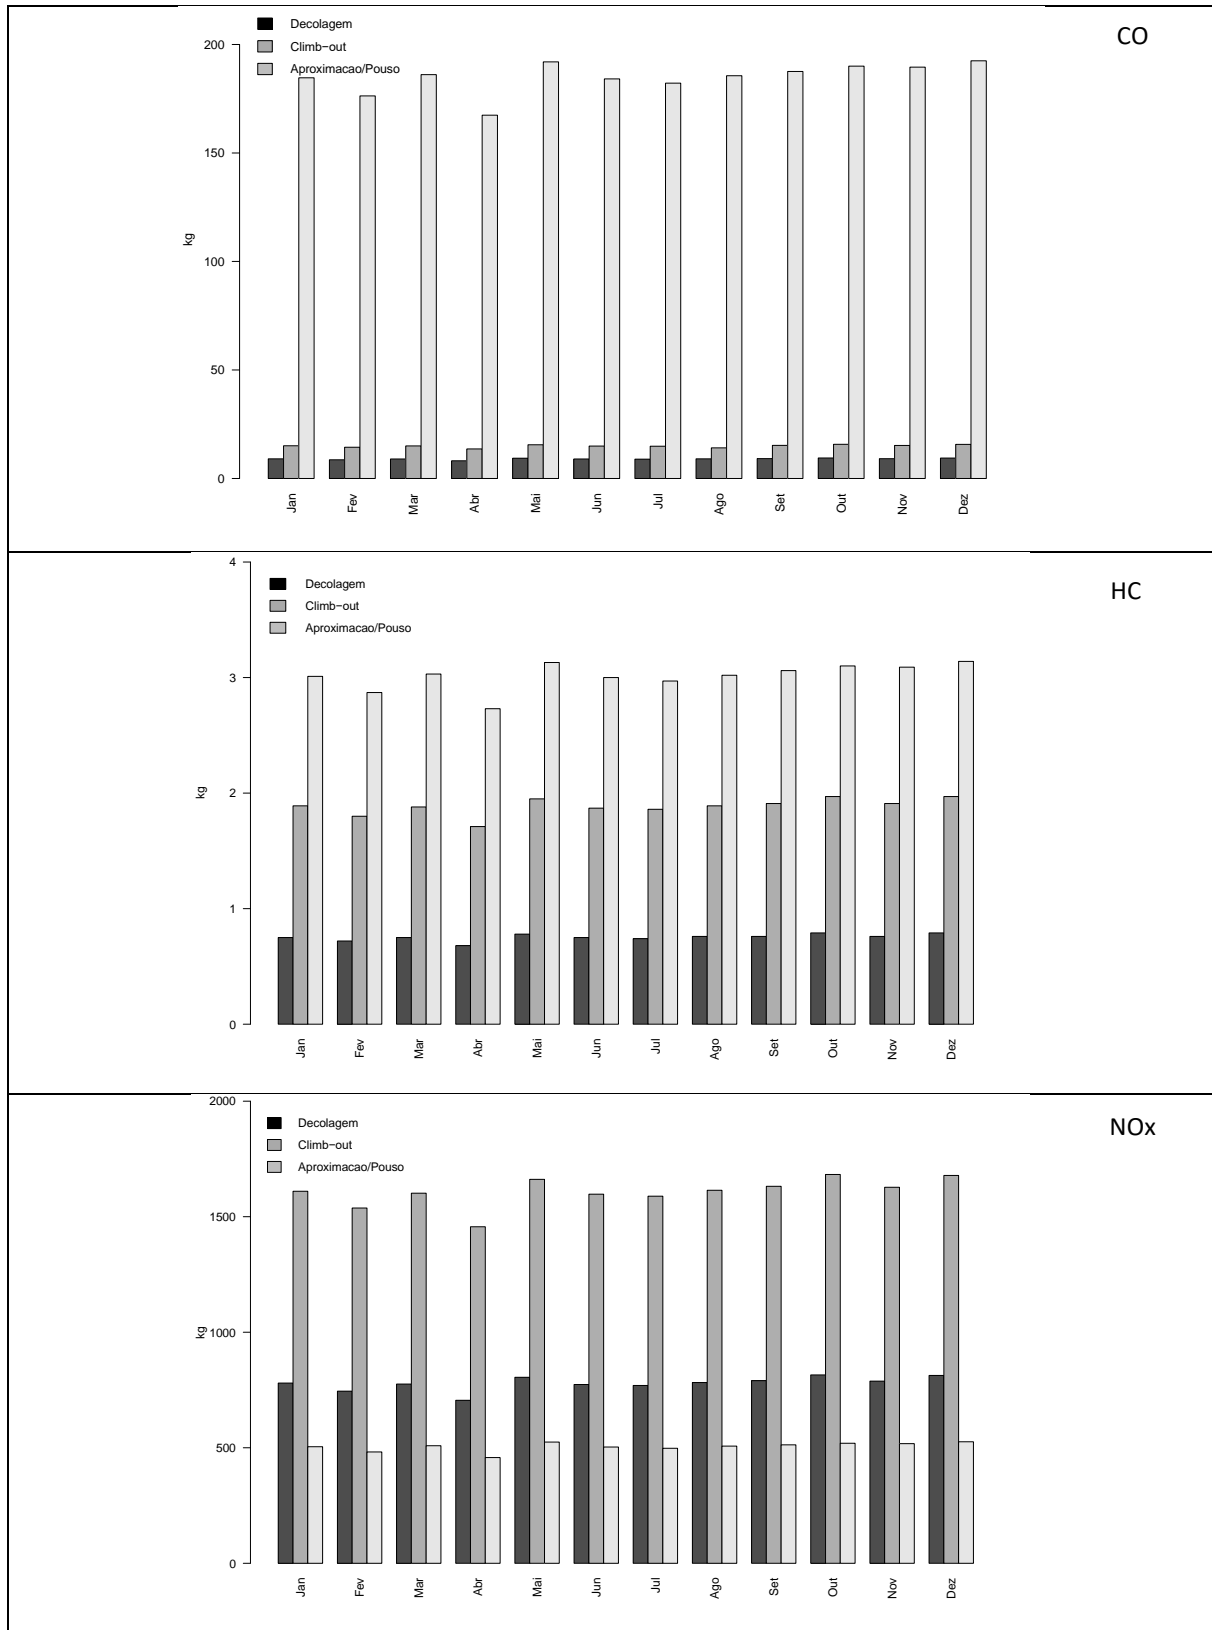 Decolagem
Climb−out
Aproximacao/Pouso
CO
200
150
100
50
0
kg
Jan Fev Mar Abr Mai Jun Jul Ago Set Out Nov Dez
4
Decolagem
Climb−out
Aproximacao/Pouso
HC
3
2
1
0
kg
Jan Fev Mar Abr Mai Jun Jul Ago Set Out Nov Dez
2000
Decolagem
Climb−out
Aproximacao/Pouso
NOx
1500
1000
500
0
kg
Jan Fev Mar Abr Mai Jun Jul Ago Set Out Nov Dez